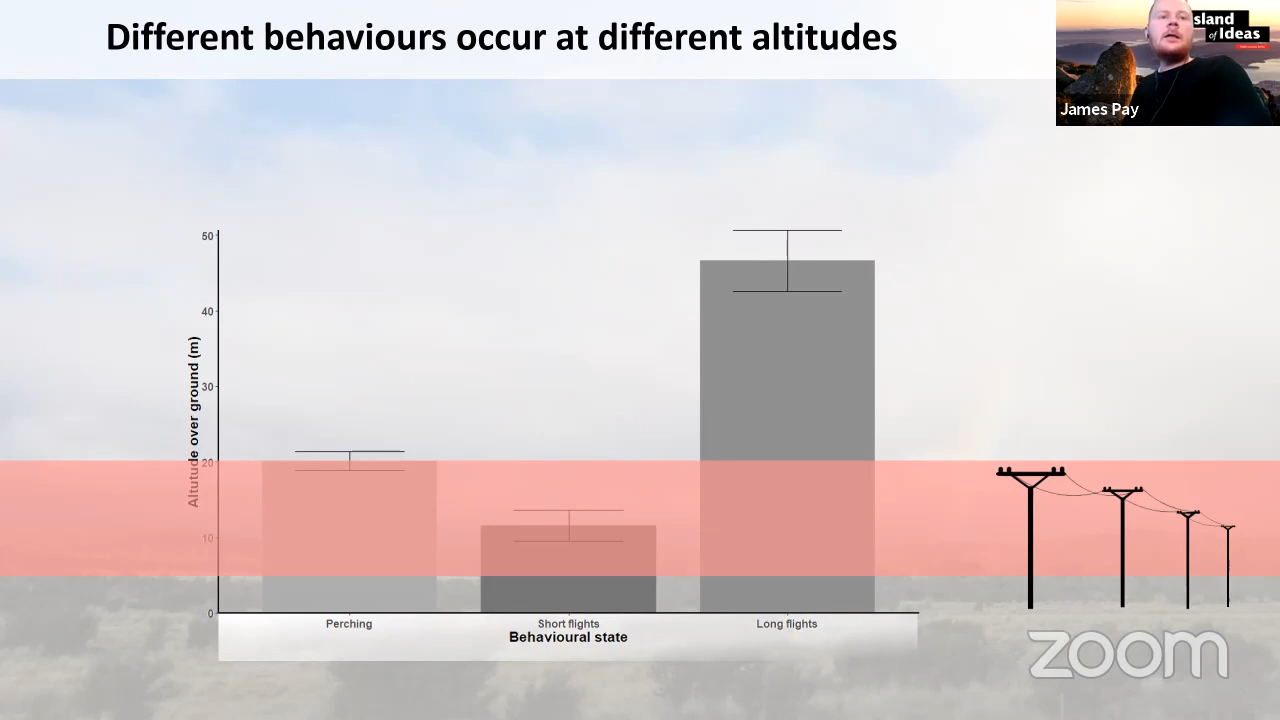 Different behaviours occur at different altitudes
sland
of Ideas
James Pay
50
40
30
20
10
0
Altutude over ground (m)
Perching
Short flights
Long flights
Behavioural state
zoom